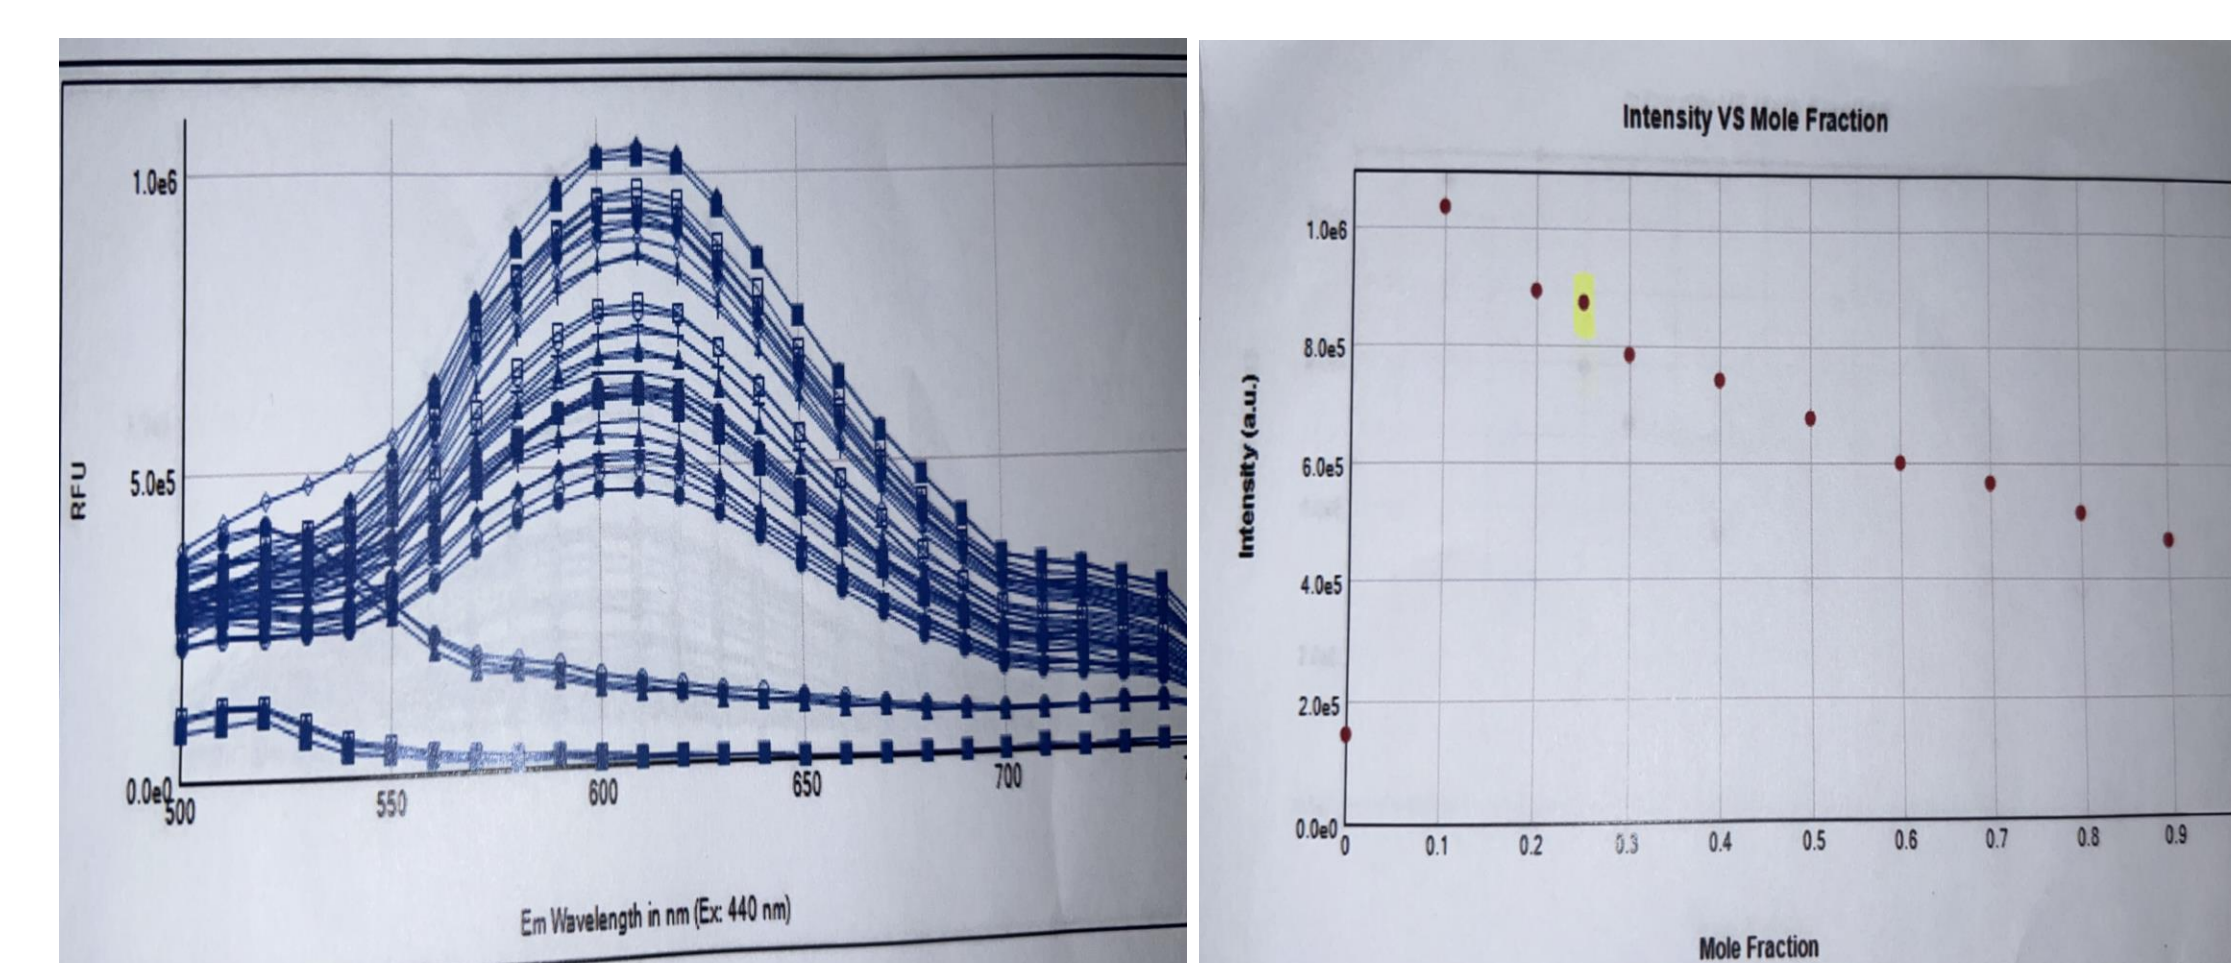 1.0e6
5.0e5
0.0e0
RFU
500
550
600
650
700
Em Wavelength in nm (Ex: 440 nm)
Intensity VS Mole Fraction
1.0e6
8.0e5
6.0e5
4.0e5
2.0e5
0.0e0
Intensity (a.u.)
0
0.1
0.2
0.3
0.4
0.5
0.6
0.7
0.8
0.9
Mole Fraction